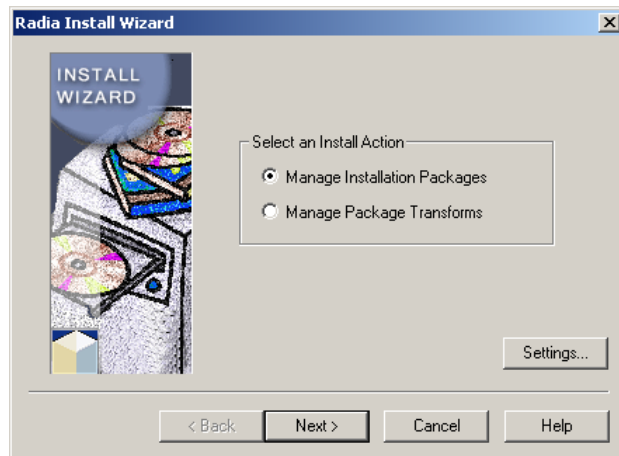 Radia Install Wizard
INSTALL
WIZARD
Select an Install Action
Manage Installation Packages
Manage Package Transforms
Settings...
< Back
Next >
Cancel
Help